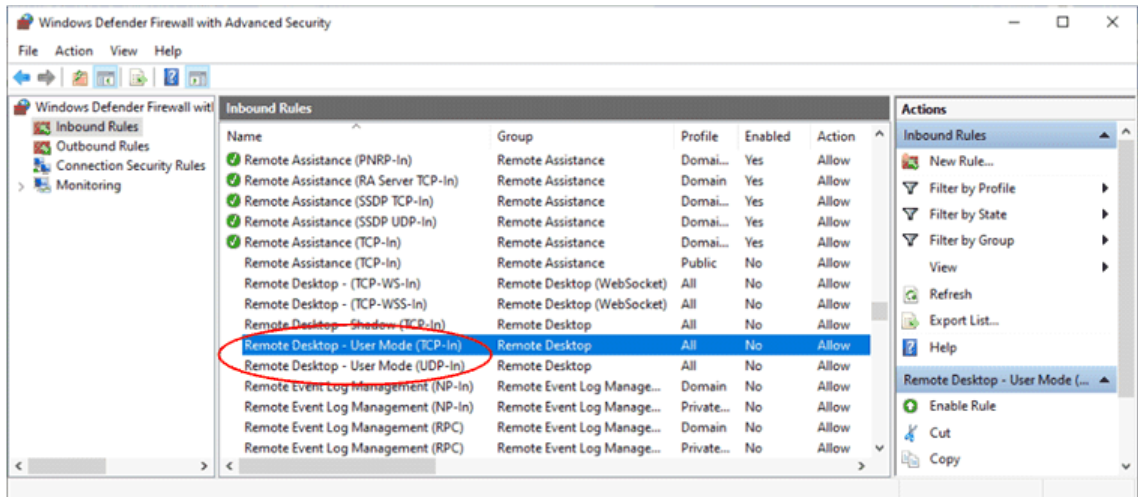 Windows Defender Firewall with Advanced Security
File Action View Help
Windows Defender Firewall witl
Inbound Rules
Outbound Rules
Connection Security Rules
Monitoring
Inbound Rules
Name Group Profile Enabled Action
Remote Assistance (PNRP-In) Remote Assistance Domai... Yes Allow
Remote Assistance (RA Server TCP-In) Remote Assistance Domain Yes Allow
Remote Assistance (SSDP TCP-In) Remote Assistance Domai... Yes Allow
Remote Assistance (SSDP UDP-In) Remote Assistance Domai... Yes Allow
Remote Assistance (TCP-In) Remote Assistance Domai... Yes Allow
Remote Assistance (TCP-In) Remote Assistance Public No Allow
Remote Desktop - (TCP-WS-In) Remote Desktop (WebSocket) All No Allow
Remote Desktop - (TCP-WSS-In) Remote Desktop (WebSocket) All No Allow
Remote Desktop - Shadow (TCP-In) Remote Desktop All No Allow
Remote Desktop - User Mode (TCP-In) Remote Desktop All No Allow
Remote Desktop - User Mode (UDP-In) Remote Desktop All No Allow
Remote Event Log Management (NP-In) Remote Event Log Manage... Domain No Allow
Remote Event Log Management (NP-In) Remote Event Log Manage... Private... No Allow
Remote Event Log Management (RPC) Remote Event Log Manage... Domain No Allow
Remote Event Log Management (RPC) Remote Event Log Manage... Private... No Allow
Actions
Inbound Rules
New Rule...
Filter by Profile
Filter by State
Filter by Group
View
Refresh
Export List...
Help
Remote Desktop - User Mode (...
Enable Rule
Cut
Copy